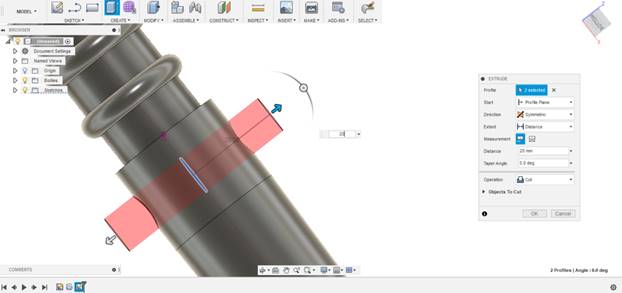 MODEL
SKETCH
CREATE
MODIFY
ASSEMBLE
CONSTRUCT
INSPECT
INSERT
MAKE
ADD-INS
SELECT
BROWSER
(Unsaved)
Document Settings
Named Views
Origin
Bodies
Sketches
20
EXTRUDE
Profile 2 selected
Start Profile Plane
Direction Symmetric
Extent Distance
Measurement
Distance 20 mm
Taper Angle 0.0 deg
Operation Cut
Objects To Cut
OK Cancel
COMMENTS
2 Profiles | Angle : 0.0 deg